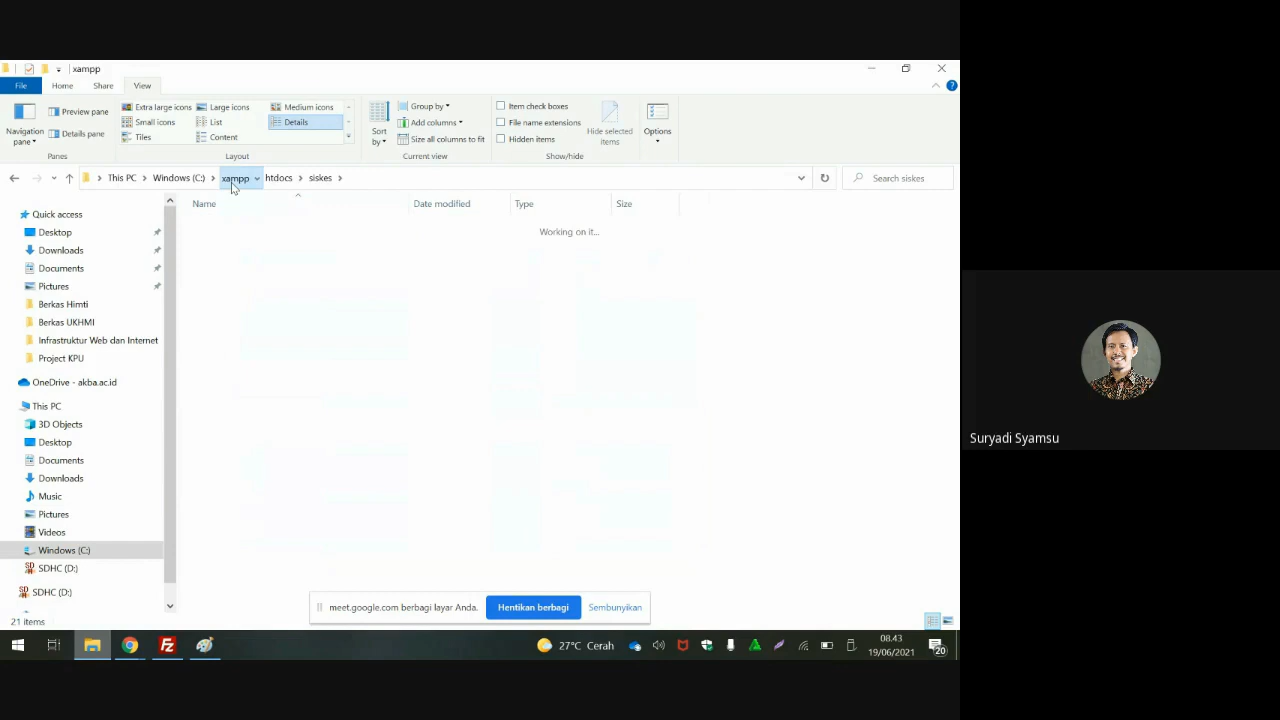 xampp
File Home Share View
Navigation pane
Preview pane
Details pane
Panes
Extra large icons Large icons Medium icons
Small icons List Details
Tiles Content
Layout
Sort by
Group by
Add columns
Size all columns to fit
Current view
Item check boxes
File name extensions
Hidden items
Hide selected items
Show/hide
Options
This PC Windows (C:) xampp htdocs siskes
Search siskes
Name Date modified Type Size
Working on it...
Quick access
Desktop
Downloads
Documents
Pictures
Berkas Himti
Berkas UKHMI
Infrastruktur Web dan Internet
Project KPU
OneDrive - akba.ac.id
This PC
3D Objects
Desktop
Documents
Downloads
Music
Pictures
Videos
Windows (C:)
SDHC (D:)
SDHC (D:)
21 items
meet.google.com berbagi layar Anda. Hentikan berbagi Sembunyikan
27°C Cerah
08.43
19/06/2021
20
Suryadi Syamsu